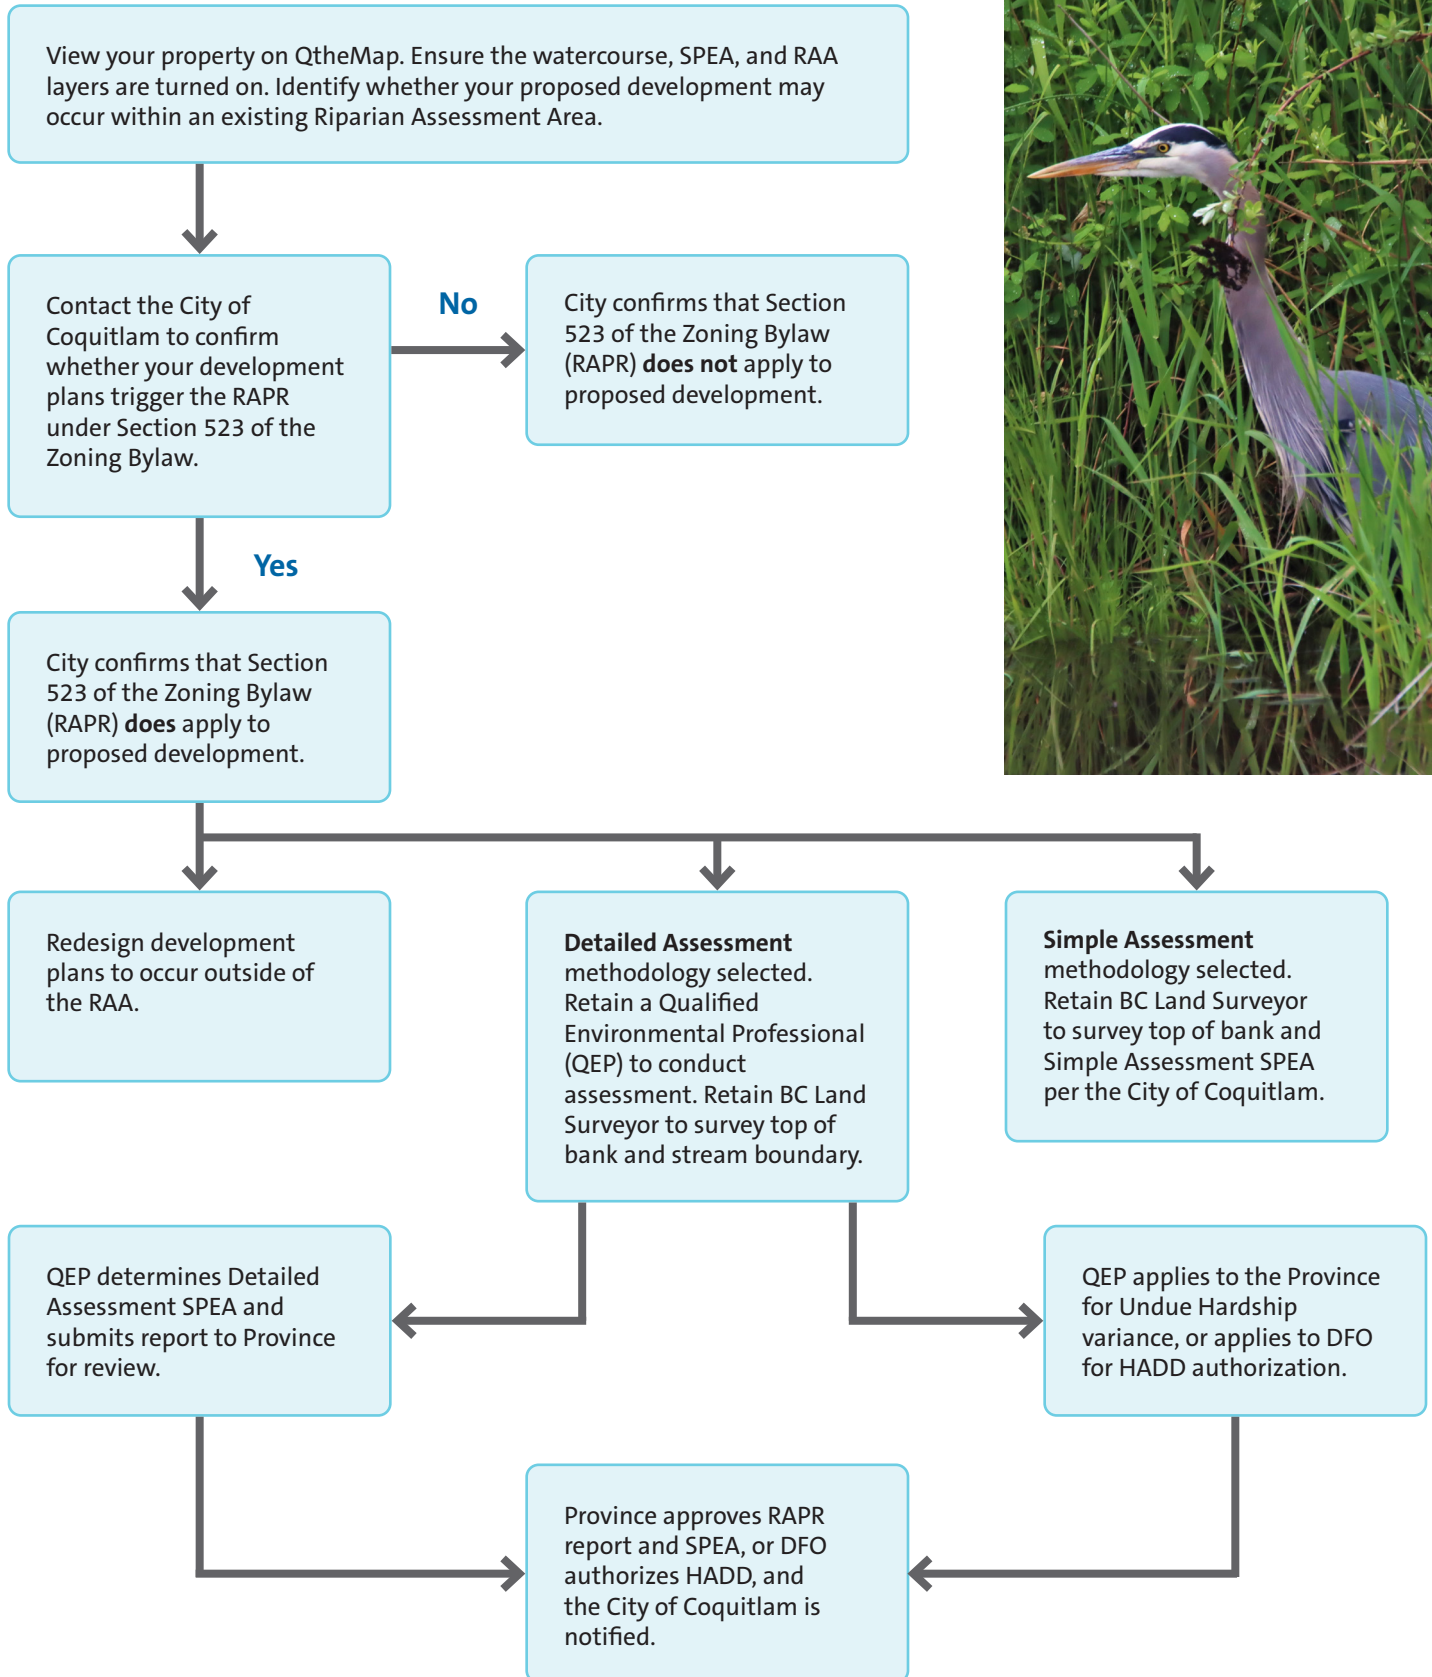 View your property on QtheMap. Ensure the watercourse, SPEA, and RAA
layers are turned on. Identify whether your proposed development may
occur within an existing Riparian Assessment Area.
Contact the City of
Coquitlam to confirm
whether your development
plans trigger the RAPR
under Section 523 of the
Zoning Bylaw.
No
City confirms that Section
523 of the Zoning Bylaw
(RAPR) does not apply to
proposed development.
Yes
City confirms that Section
523 of the Zoning Bylaw
(RAPR) does apply to
proposed development.
Redesign development
plans to occur outside of
the RAA.
Detailed Assessment
methodology selected.
Retain a Qualified
Environmental Professional
(QEP) to conduct
assessment. Retain BC Land
Surveyor to survey top of
bank and stream boundary.
Simple Assessment
methodology selected.
Retain BC Land Surveyor
to survey top of bank and
Simple Assessment SPEA
per the City of Coquitlam.
QEP determines Detailed
Assessment SPEA and
submits report to Province
for review.
QEP applies to the Province
for Undue Hardship
variance, or applies to DFO
for HADD authorization.
Province approves RAPR
report and SPEA, or DFO
authorizes HADD, and
the City of Coquitlam is
notified.